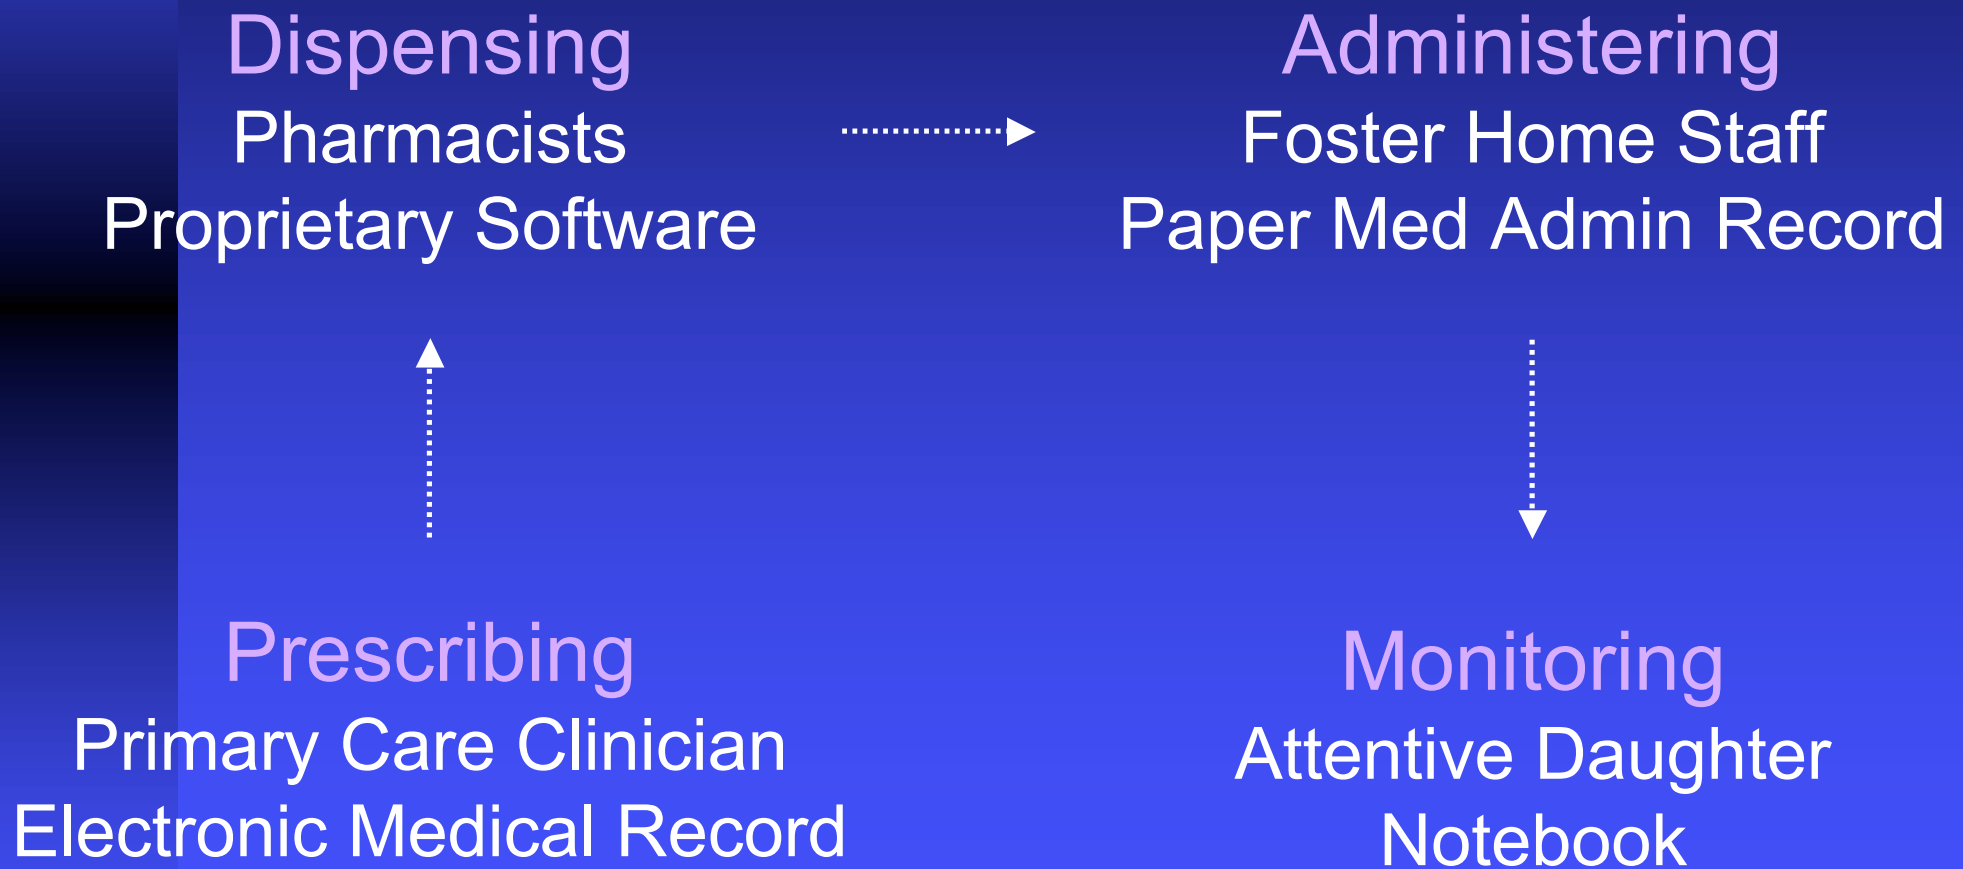 Dispensing
Pharmacists
Proprietary Software
Administering
Foster Home Staff
Paper Med Admin Record
Prescribing
Primary Care Clinician
Electronic Medical Record
Monitoring
Attentive Daughter
Notebook